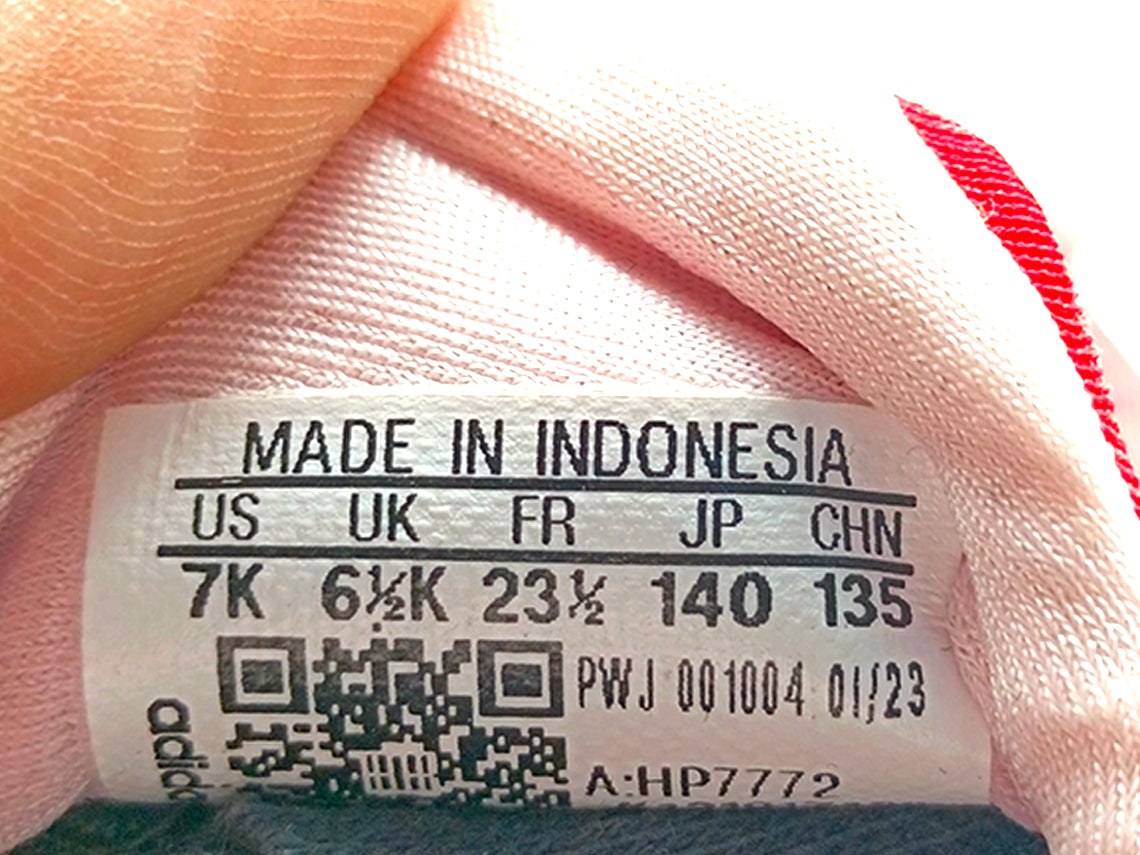 MADE IN INDONESIA
US UK FR JP CHN
7K 6½K 23½ 140 135
PWJ 001004 01/23
A:HP7772